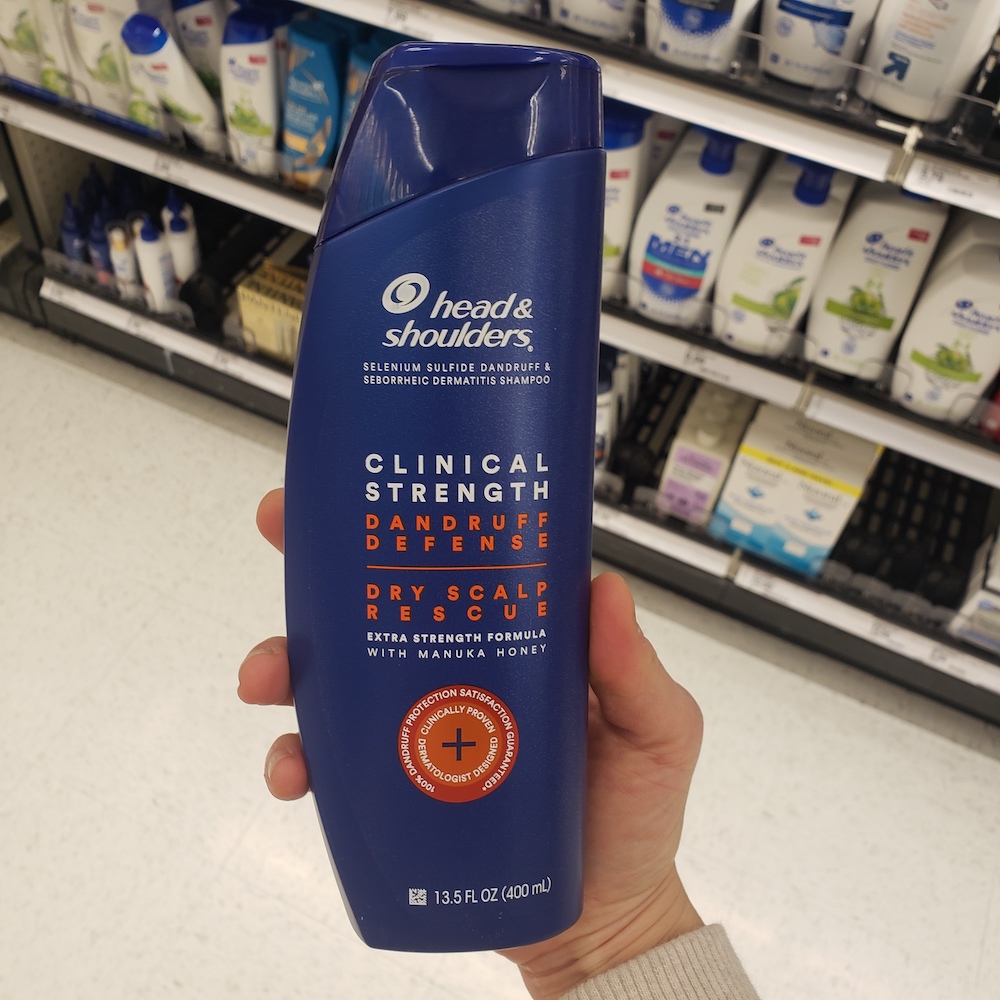 head &
shoulders®
SELENIUM SULFIDE DANDRUFF &
SEBORRHEIC DERMATITIS SHAMPOO
CLINICAL
STRENGTH
DANDRUFF
DEFENSE
DRY SCALP
RESCUE
EXTRA STRENGTH FORMULA
WITH MANUKA HONEY
100% DANDRUFF PROTECTION SATISFACTION GUARANTEED*
CLINICALLY PROVEN
DERMATOLOGIST DESIGNED
13.5 FL OZ (400 mL)